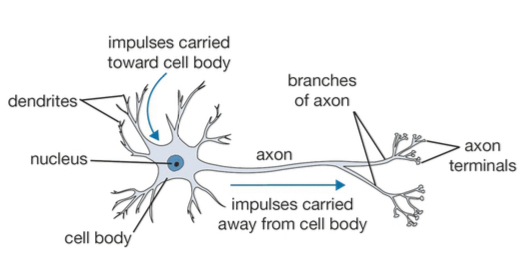 impulses carried
toward cell body
branches
of axon
dendrites
axon
terminals
nucleus
axon
impulses carried
away from cell body
cell body